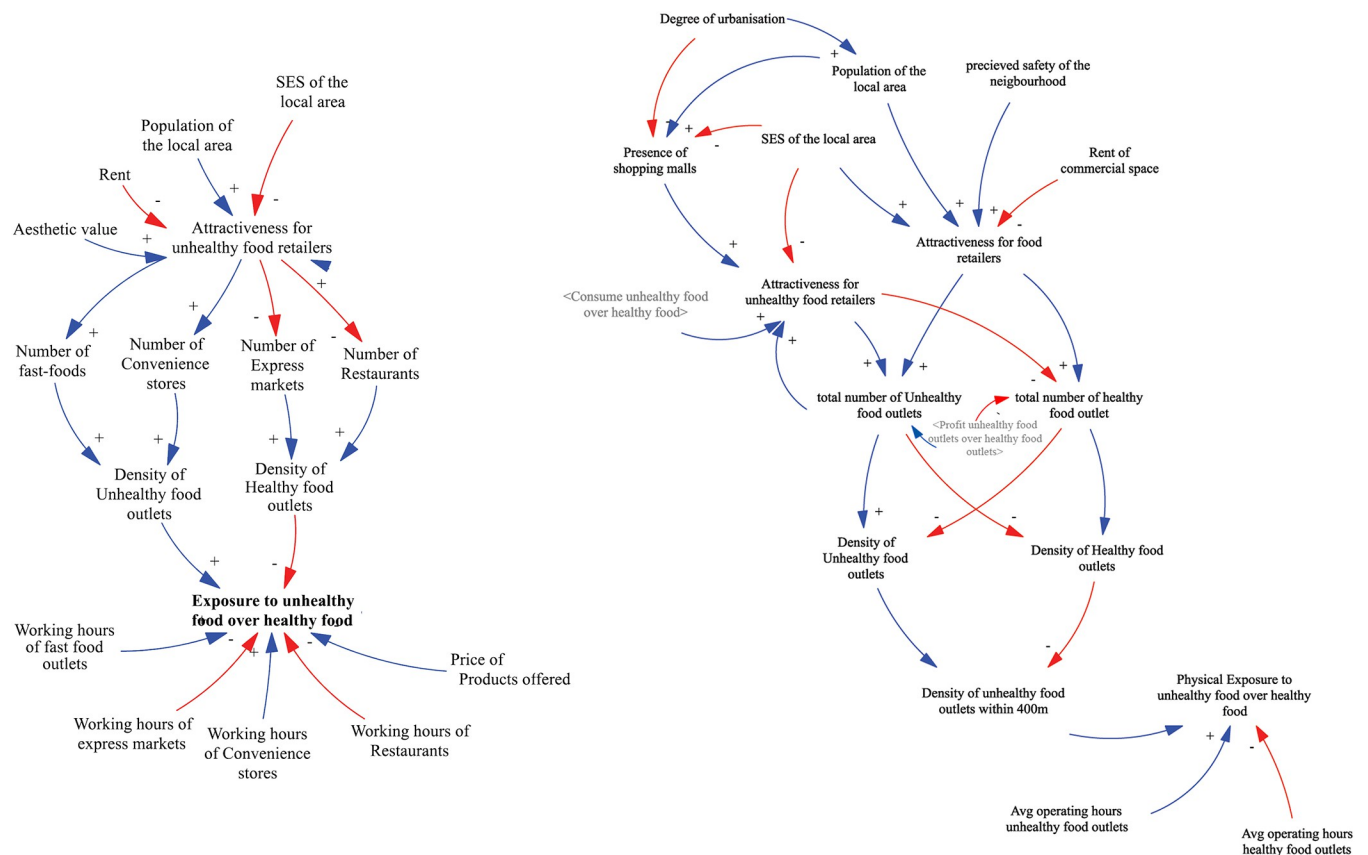 SES of the
local area
Population of
the local area
Rent
Aesthetic value
Attractiveness for
unhealthy food retailers
+
-
-
+
+
+
+
-
-
Number of
fast-foods
Number of
Convenience
stores
Number of
Express
markets
Number of
Restaurants
+
+
+
+
Density of
Unhealthy food
outlets
Density of
Healthy food
outlets
+
-
Exposure to unhealthy
food over healthy food
+
-
+
-
-
Working hours
of fast food
outlets
Working hours of
express markets
Working hours
of Convenience
stores
Working hours of
Restaurants
Price of
Products offered
Degree of urbanisation
+
Population of the
local area
precieved safety of the
neigbourhood
-
+
-
SES of the local area
Presence of
shopping malls
Rent of
commercial space
+
+
+
-
Attractiveness for food
retailers
+
-
Attractiveness for
unhealthy food retailers
<Consume unhealthy food
over healthy food>
+
+
+
+
-
+
total number of Unhealthy
food outlets
total number of healthy
food outlet
<Profit unhealthy food
outlets over healthy food
outlets>
+
-
-
Density of
Unhealthy food
outlets
Density of Healthy food
outlets
-
Density of unhealthy food
outlets within 400m
Physical Exposure to
unhealthy food over healthy
food
+
-
Avg operating hours
unhealthy food outlets
Avg operating hours
healthy food outlets